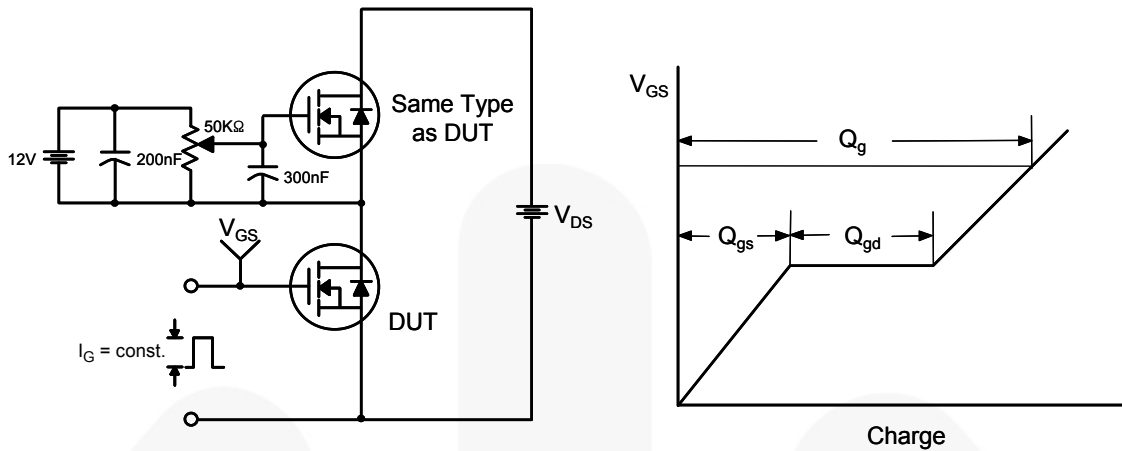 Same Type
as DUT
50KΩ
12V
200nF
300nF
V_GS
V_DS
DUT
I_G = const.
V_GS
Q_g
Q_gs
Q_gd
Charge